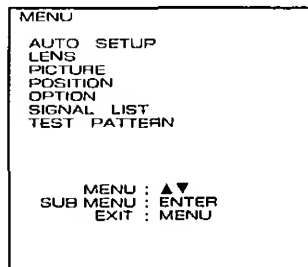 MENU
AUTO SETUP
LENS
PICTURE
POSITION
OPTION
SIGNAL LIST
TEST PATTERN
MENU : ▲▼
SUB MENU : ENTER
EXIT : MENU